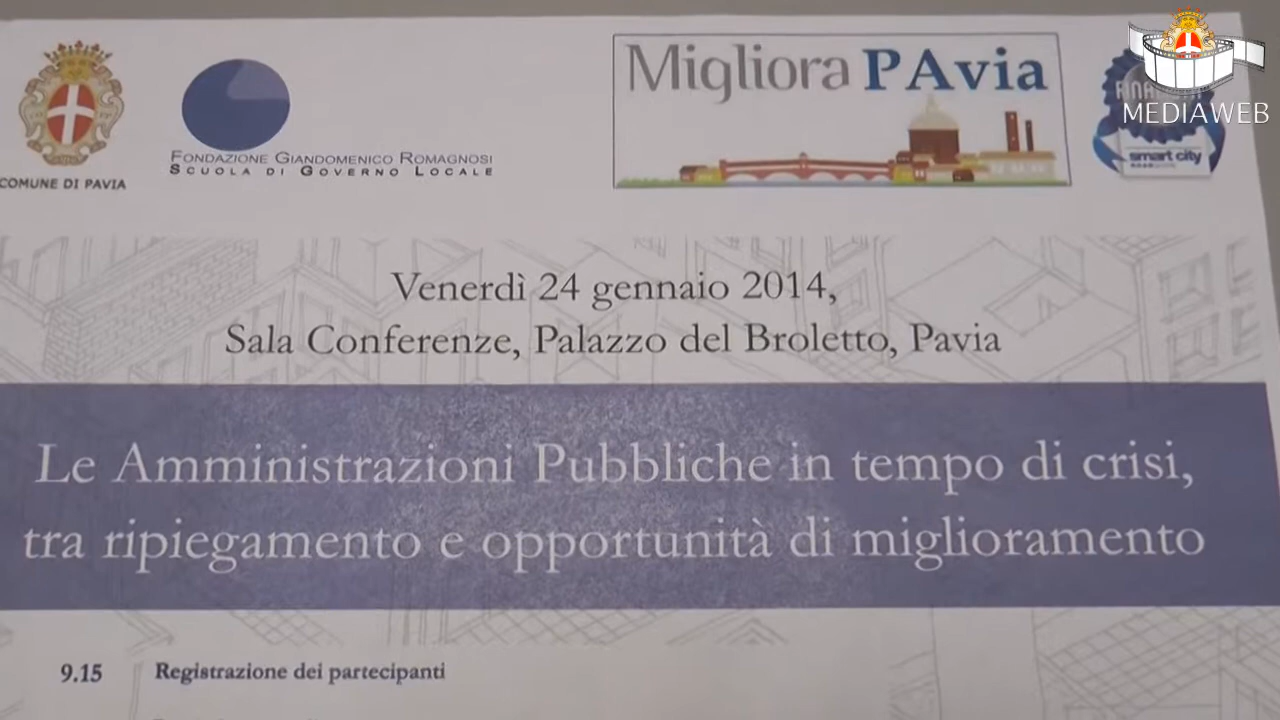 Migliora PAvia
MEDIAWEB
smart city
COMUNE DI PAVIA
FONDAZIONE GIANDOMENICO ROMAGNOSI
SCUOLA DI GOVERNO LOCALE
Venerdì 24 gennaio 2014,
Sala Conferenze, Palazzo del Broletto, Pavia
Le Amministrazioni Pubbliche in tempo di crisi,
tra ripiegamento e opportunità di miglioramento
9.15 Registrazione dei partecipanti